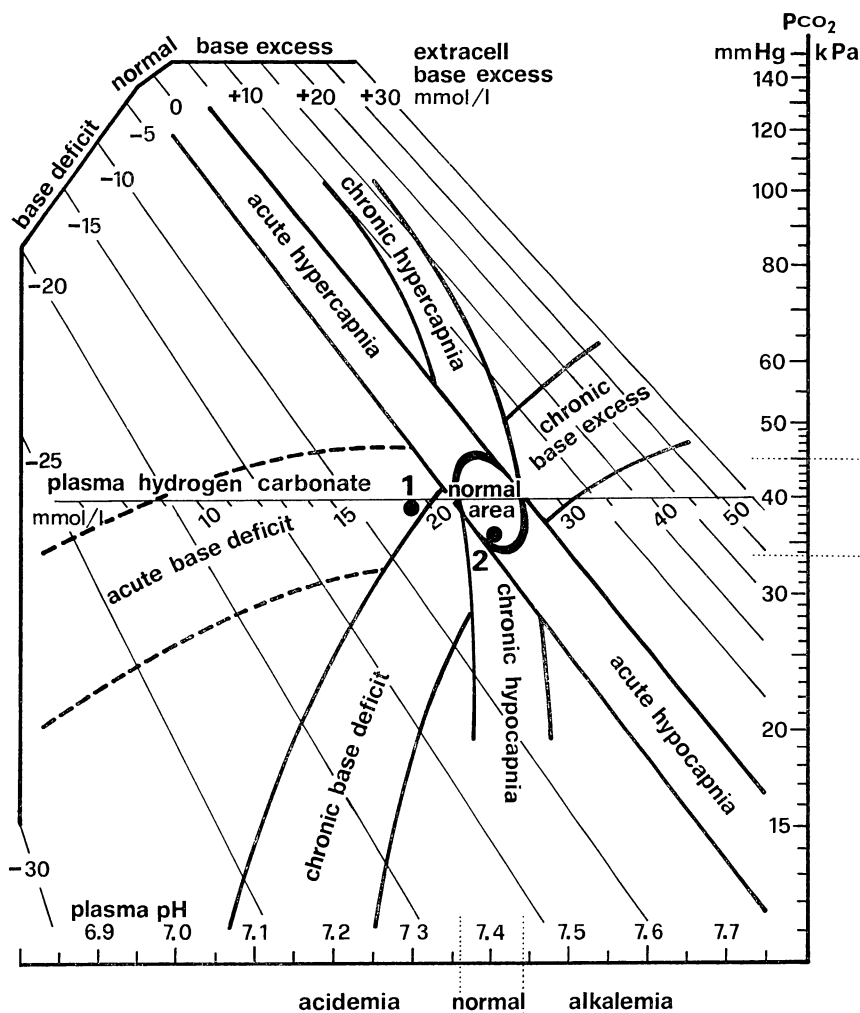 PCO2
mmHg kPa
normal
base excess
extracell
base excess
mmol/l
base deficit
0
+10
+20
+30
-5
-10
-15
-20
-25
-30
140
120
100
80
60
50
40
30
20
15
acute hypercapnia
chronic hypercapnia
chronic
base excess
plasma hydrogen carbonate
1
normal
area
mmol/l
10
15
20
30
40
50
2
acute base deficit
chronic base deficit
chronic hypocapnia
acute hypocapnia
plasma pH
6.9
7.0
7.1
7.2
7.3
7.4
7.5
7.6
7.7
acidemia
normal
alkalemia